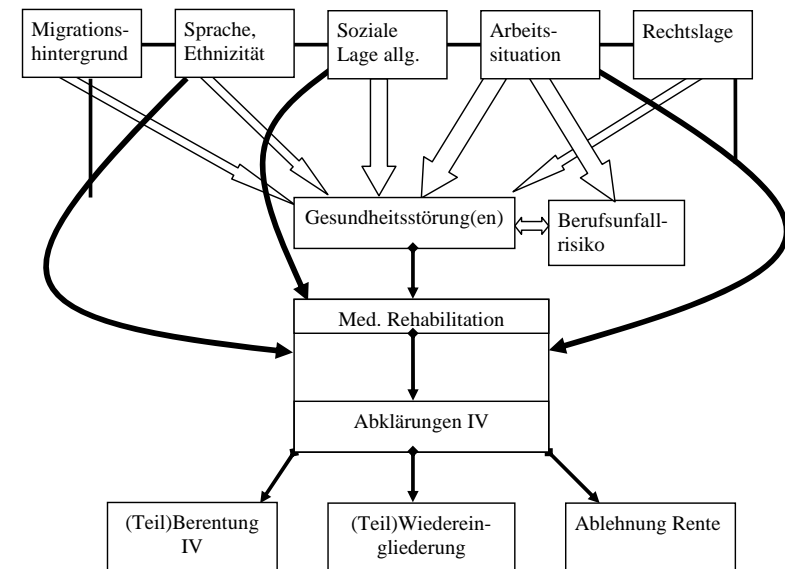 Migrations-
hintergrund
Sprache,
Ethnizität
Soziale
Lage allg.
Arbeits-
situation
Rechtslage
Gesundheitsstörung(en)
Berufsunfall-
risiko
Med. Rehabilitation
Abklärungen IV
(Teil)Berentung
IV
(Teil)Wiederein-
gliederung
Ablehnung Rente